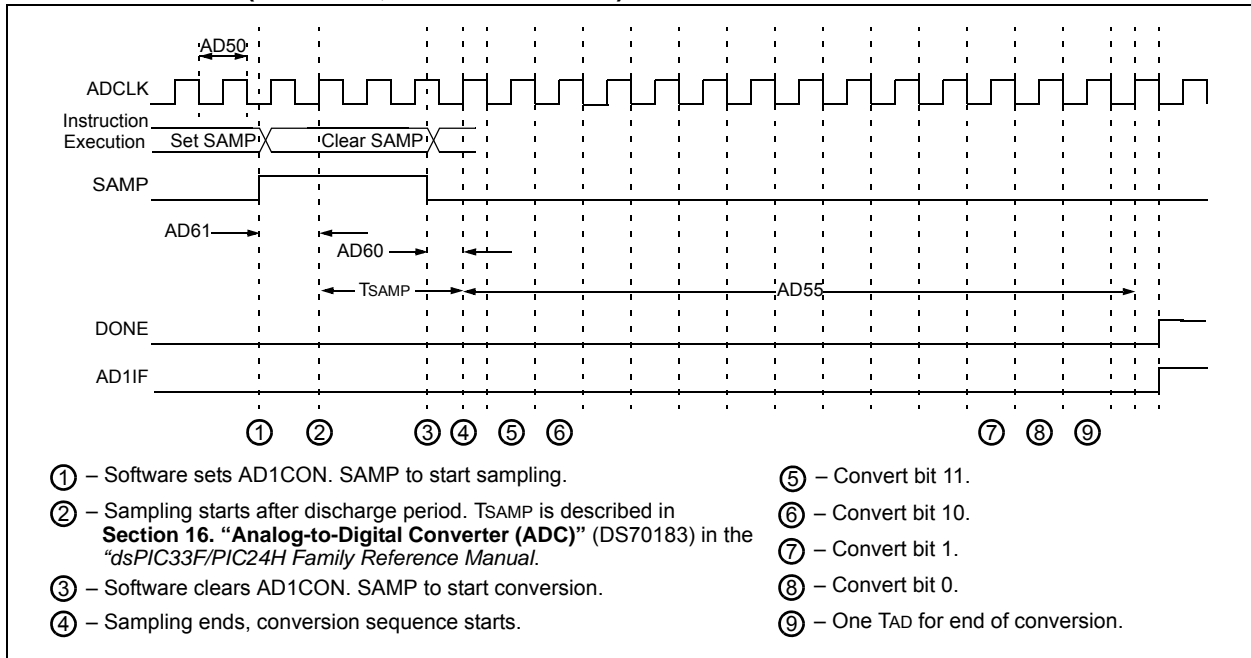 AD50
ADCLK
Instruction
Execution
Set SAMP
Clear SAMP
SAMP
AD61
AD60
TSAMP
AD55
DONE
AD1IF
1 2 3 4 5 6 7 8 9
1 – Software sets AD1CON. SAMP to start sampling.
2 – Sampling starts after discharge period. TSAMP is described in
Section 16. “Analog-to-Digital Converter (ADC)” (DS70183) in the
“dsPIC33F/PIC24H Family Reference Manual.
3 – Software clears AD1CON. SAMP to start conversion.
4 – Sampling ends, conversion sequence starts.
5 – Convert bit 11.
6 – Convert bit 10.
7 – Convert bit 1.
8 – Convert bit 0.
9 – One TAD for end of conversion.